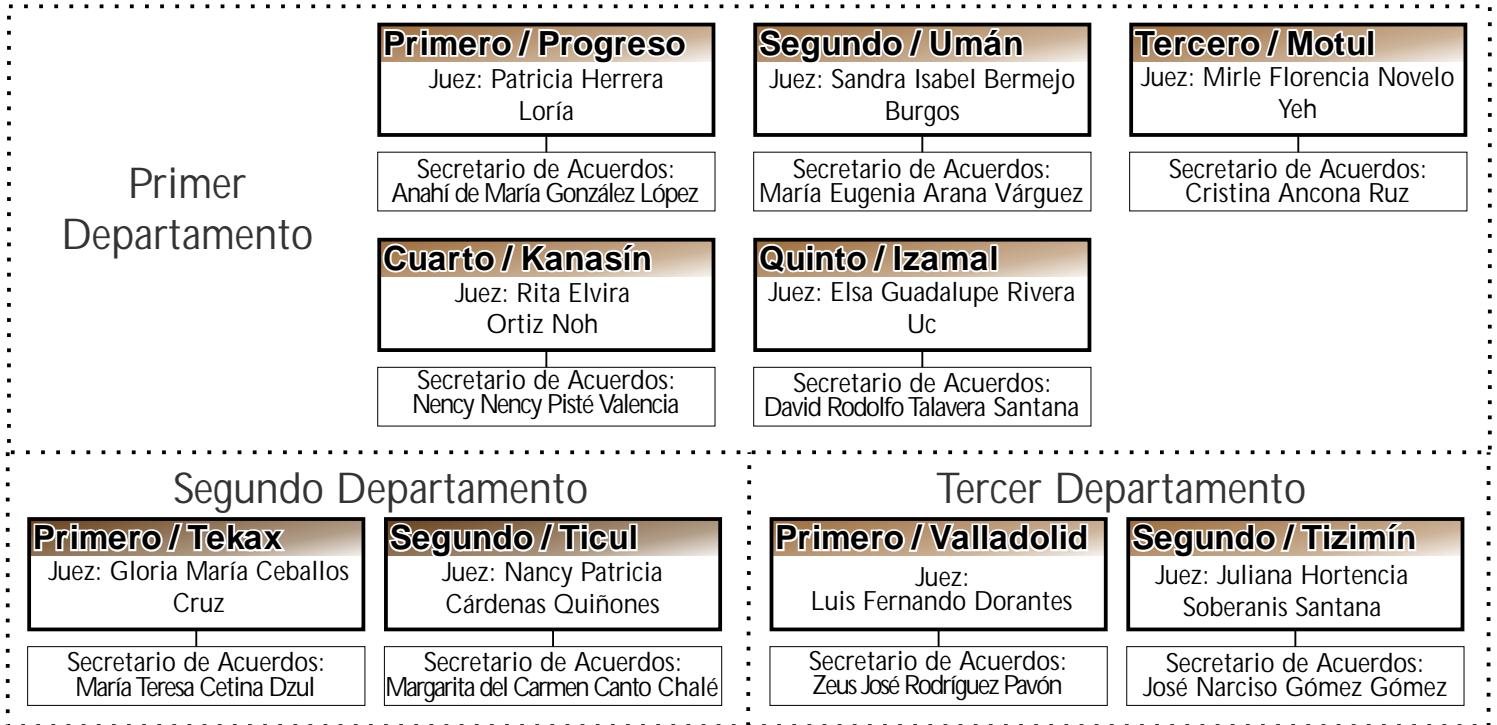 Primer
Departamento
Primero / Progreso
Juez: Patricia Herrera
Loría
Secretario de Acuerdos:
Anahí de María González López
Segundo / Umán
Juez: Sandra Isabel Bermejo
Burgos
Secretario de Acuerdos:
María Eugenia Arana Várguez
Tercero / Motul
Juez: Mirle Florencia Novelo
Yeh
Secretario de Acuerdos:
Cristina Ancona Ruz
Cuarto / Kanasín
Juez: Rita Elvira
Ortiz Noh
Secretario de Acuerdos:
Nency Nency Pisté Valencia
Quinto / Izamal
Juez: Elsa Guadalupe Rivera
Uc
Secretario de Acuerdos:
David Rodolfo Talavera Santana
Segundo Departamento
Primero / Tekax
Juez: Gloria María Ceballos
Cruz
Secretario de Acuerdos:
María Teresa Cetina Dzul
Segundo / Ticul
Juez: Nancy Patricia
Cárdenas Quiñones
Secretario de Acuerdos:
Margarita del Carmen Canto Chalé
Tercer Departamento
Primero / Valladolid
Juez:
Luis Fernando Dorantes
Secretario de Acuerdos:
Zeus José Rodríguez Pavón
Segundo / Tizimín
Juez: Juliana Hortencia
Soberanis Santana
Secretario de Acuerdos:
José Narciso Gómez Gómez